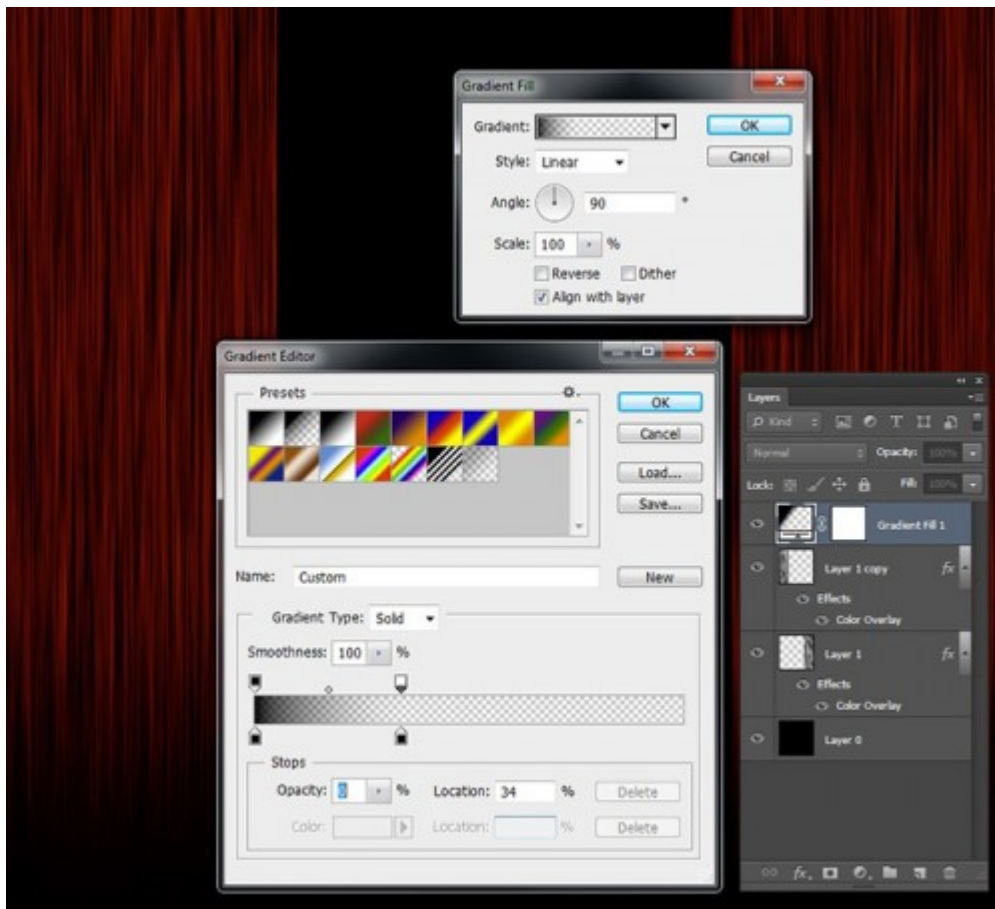 Gradient Fill
Gradient:
OK
Style: Linear
Cancel
Angle: 90 °
Scale: 100 %
Reverse Dither
Align with layer
Gradient Editor
Presets
OK
Cancel
Load...
Save...
Name: Custom
New
Gradient Type: Solid
Smoothness: 100 %
Stops
Opacity: 0 % Location: 34 % Delete
Color: Location: % Delete
Layers
Kind
Normal Opacity: 100%
Lock: Fill: 100%
Gradient Fill 1
Layer 1 copy fx
Effects
Color Overlay
Layer 1 fx
Effects
Color Overlay
Layer 0
fx